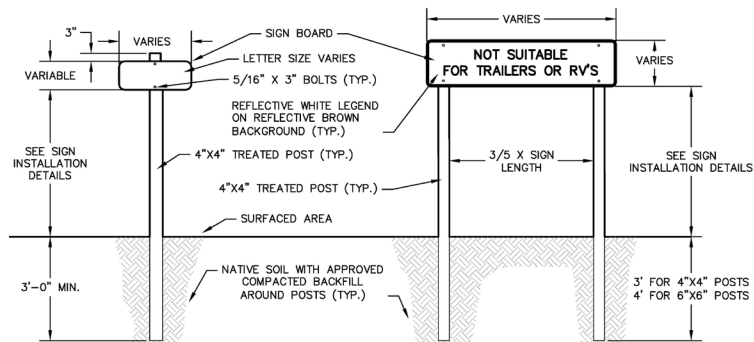 3"
VARIES
SIGN BOARD
VARIES
VARIABLE
LETTER SIZE VARIES
5/16" X 3" BOLTS (TYP.)
NOT SUITABLE
FOR TRAILERS OR RV'S
VARIES
REFLECTIVE WHITE LEGEND
ON REFLECTIVE BROWN
BACKGROUND (TYP.)
SEE SIGN
INSTALLATION
DETAILS
4"X4" TREATED POST (TYP.)
3/5 X SIGN
LENGTH
SEE SIGN
INSTALLATION DETAILS
4"X4" TREATED POST (TYP.)
SURFACED AREA
3'-0" MIN.
NATIVE SOIL WITH APPROVED
COMPACTED BACKFILL
AROUND POSTS (TYP.)
3' FOR 4"X4" POSTS
4' FOR 6"X6" POSTS